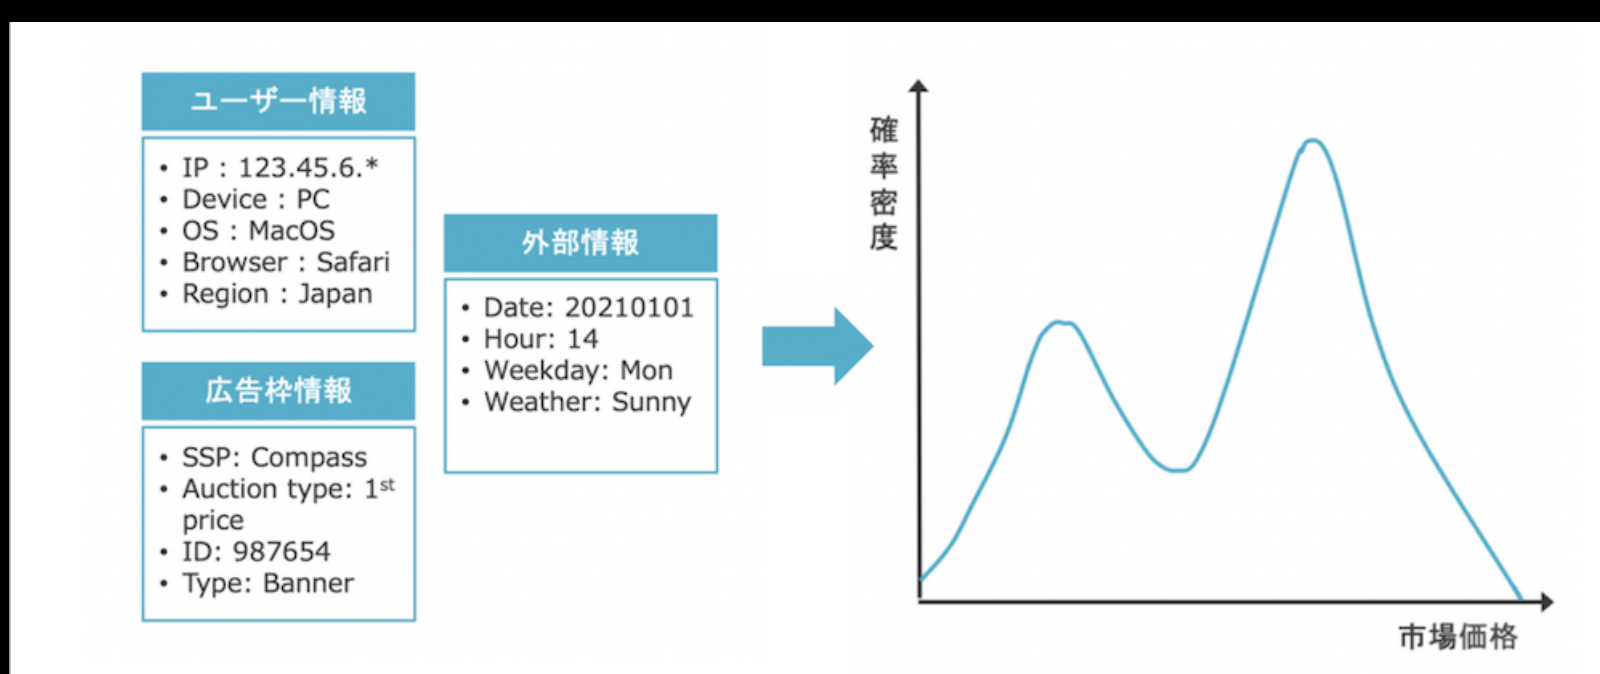 ユーザー情報
• IP : 123.45.6.*
• Device : PC
• OS : MacOS
• Browser : Safari
• Region : Japan
広告枠情報
• SSP: Compass
• Auction type: 1st
price
• ID: 987654
• Type: Banner
外部情報
• Date: 20210101
• Hour: 14
• Weekday: Mon
• Weather: Sunny
確率密度
市場価格